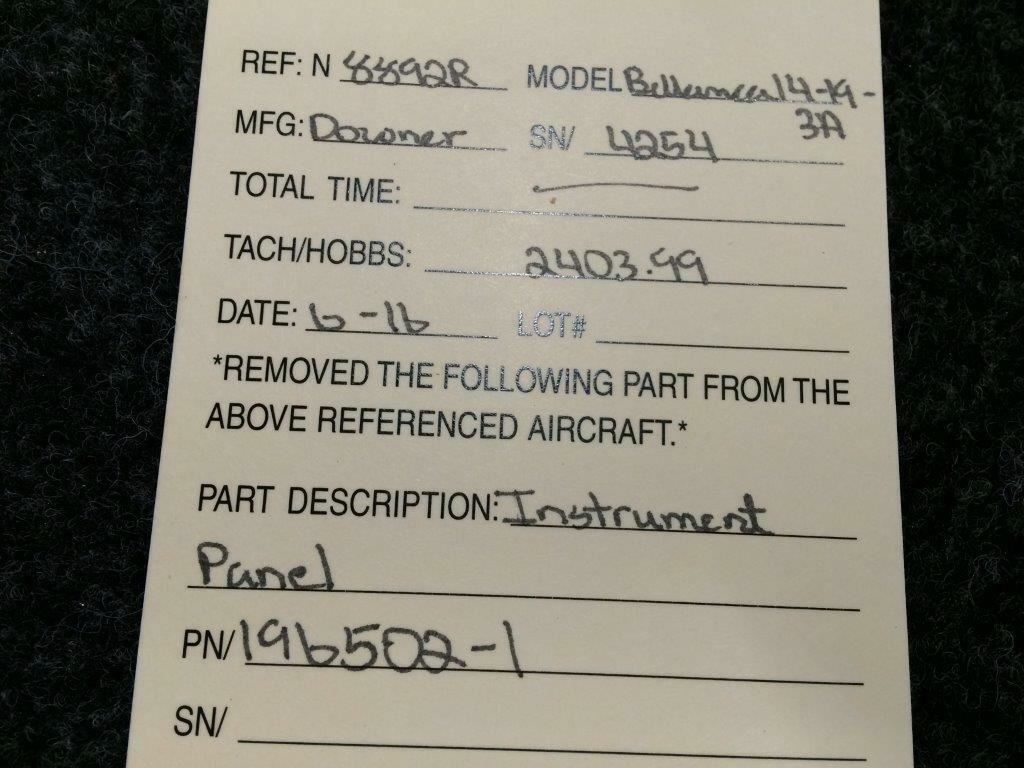 REF: N 8892R MODEL Bellanca 14-19-
3A
MFG: Downer SN/ 4254
TOTAL TIME: —
TACH/HOBBS: 2403.99
DATE: 6-16 LOT#
*REMOVED THE FOLLOWING PART FROM THE
ABOVE REFERENCED AIRCRAFT.*
PART DESCRIPTION: Instrument
Panel
PN/ 196502-1
SN/